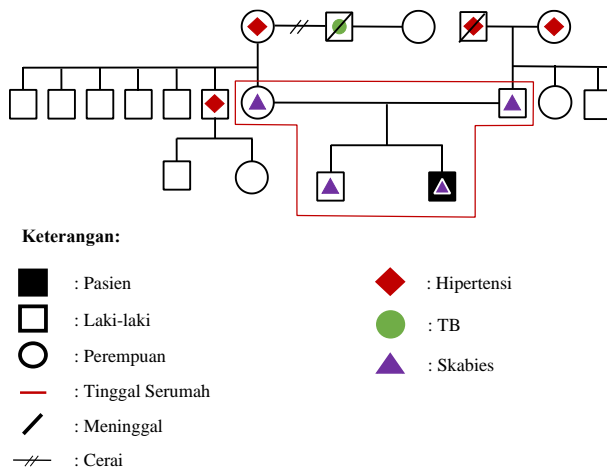 Keterangan:
: Pasien
: Laki-laki
: Perempuan
: Tinggal Serumah
: Meninggal
: Cerai
: Hipertensi
: TB
: Skabies